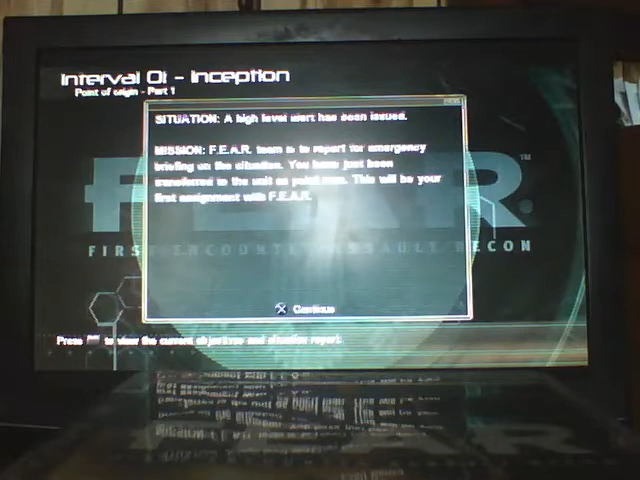 Interval 01 - Inception
Point of origin - Part 1
SITUATION: A high level alert has been issued.
MISSION: F.E.A.R. team is to report for emergency
briefing on the situation. You have just been
transferred to the unit as point man. This will be your
first assignment with F.E.A.R.
F.E.A.R.
™
FIRST ENCOUNTER ASSAULT RECON
Continue
Press to view the current objectives and situation report.